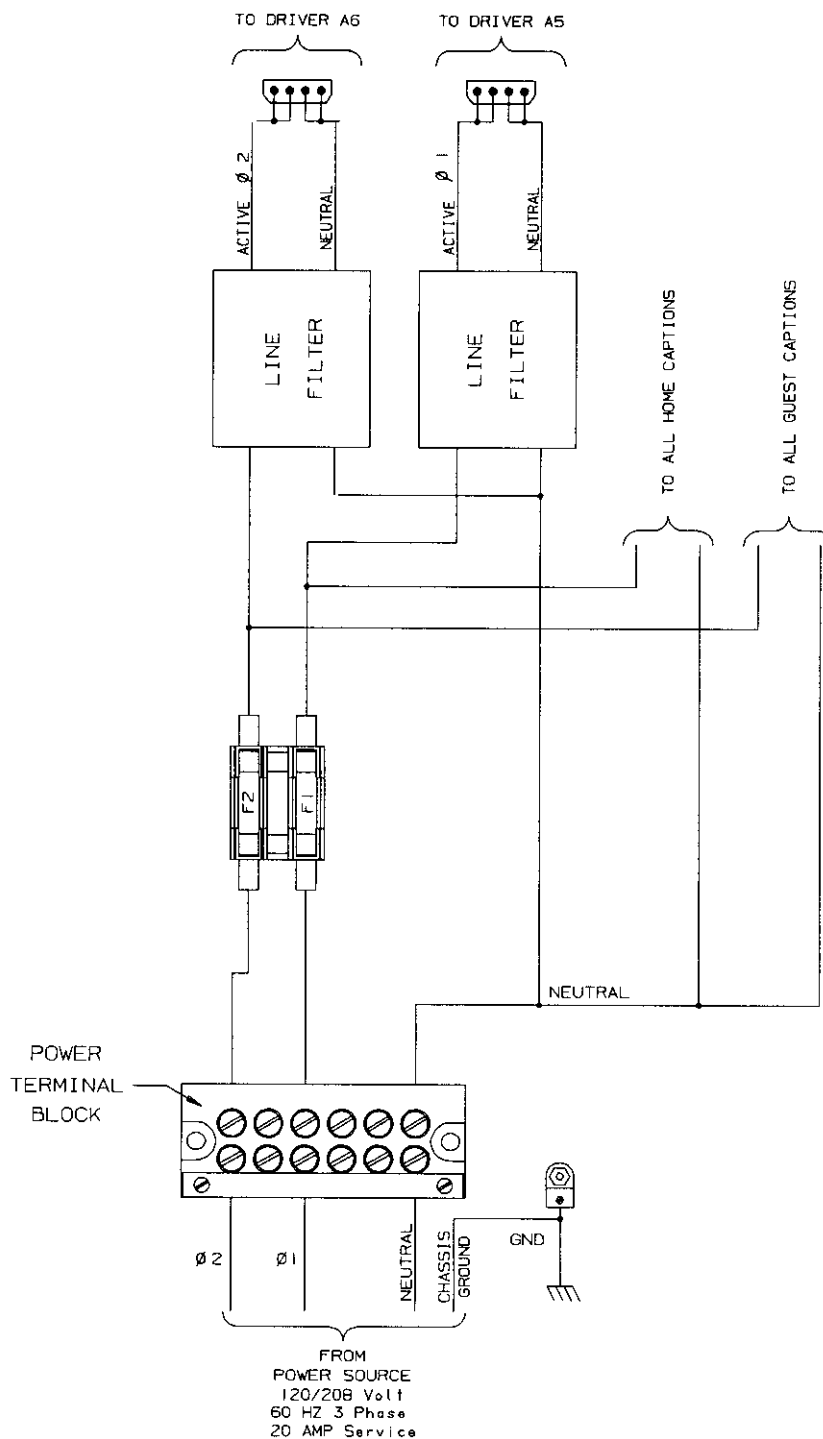 TO DRIVER A6
TO DRIVER A5
ACTIVE Ø 2
NEUTRAL
ACTIVE Ø 1
NEUTRAL
LINE
FILTER
LINE
FILTER
TO ALL HOME CAPTIONS
TO ALL GUEST CAPTIONS
F2
F1
NEUTRAL
POWER
TERMINAL
BLOCK
Ø2
Ø1
NEUTRAL
CHASSIS
GROUND
GND
FROM
POWER SOURCE
120/208 Volt
60 HZ 3 Phase
20 AMP Service